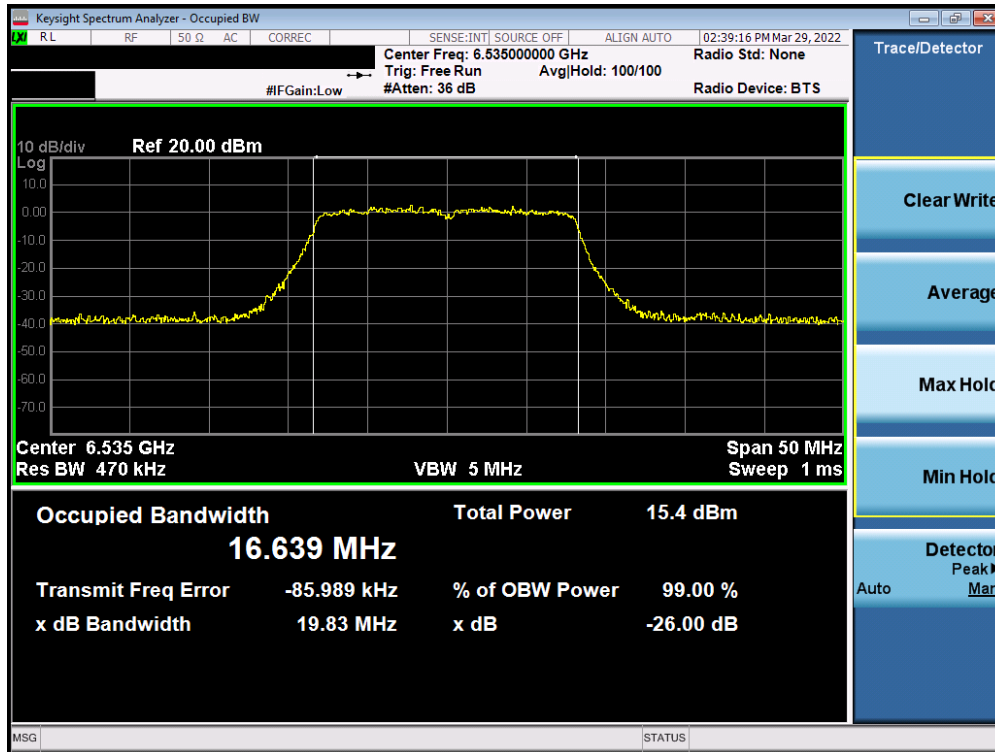 Keysight Spectrum Analyzer - Occupied BW
LXI RL RF 50 Ω AC CORREC SENSE:INT SOURCE OFF ALIGN AUTO 02:39:16 PM Mar 29, 2022
Center Freq: 6.535000000 GHz Radio Std: None
Trig: Free Run Avg|Hold: 100/100
#IFGain:Low #Atten: 36 dB Radio Device: BTS
Trace/Detector
10 dB/div Ref 20.00 dBm
Log
10.0
0.00
-10.0
-20.0
-30.0
-40.0
-50.0
-60.0
-70.0
Center 6.535 GHz Span 50 MHz
Res BW 470 kHz VBW 5 MHz Sweep 1 ms
Occupied Bandwidth Total Power 15.4 dBm
16.639 MHz
Transmit Freq Error -85.989 kHz % of OBW Power 99.00 %
x dB Bandwidth 19.83 MHz x dB -26.00 dB
Clear Write
Average
Max Hold
Min Hold
Detector
Peak
Auto Man
MSG STATUS